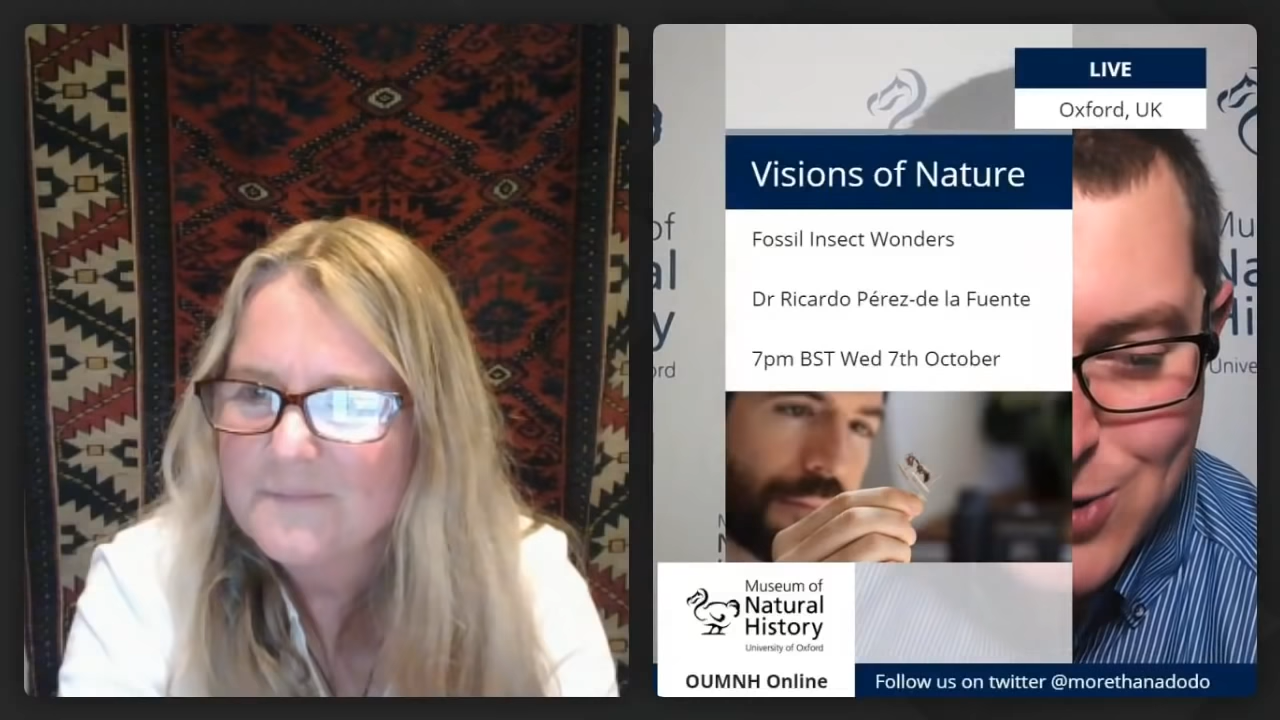 LIVE
Oxford, UK
Visions of Nature
Fossil Insect Wonders
Dr Ricardo Pérez-de la Fuente
7pm BST Wed 7th October
Museum of
Natural
History
University of Oxford
OUMNH Online
Follow us on twitter @morethanadodo